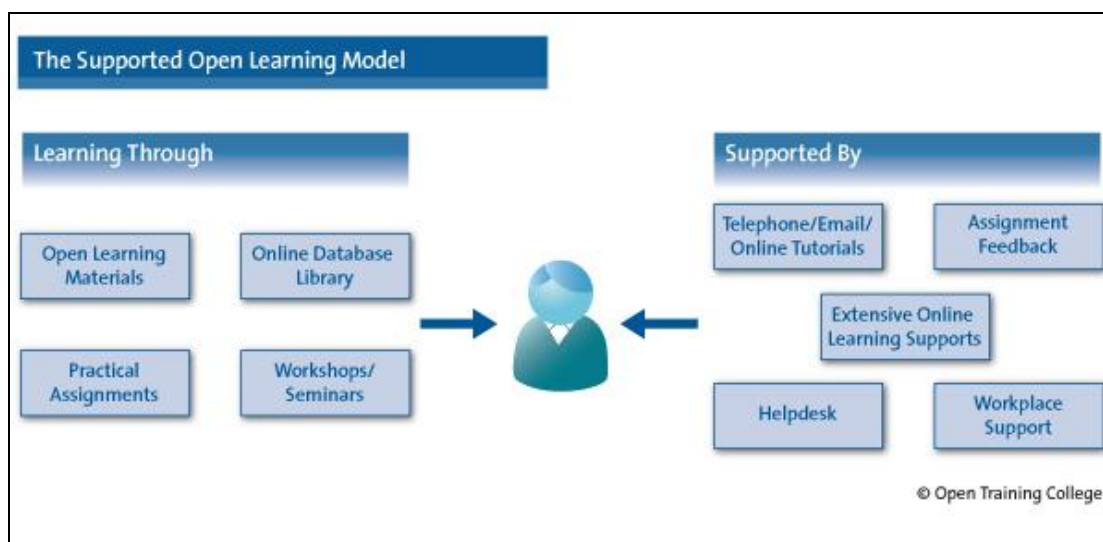 The Supported Open Learning Model
Learning Through
Open Learning
Materials
Online Database
Library
Practical
Assignments
Workshops/
Seminars
Supported By
Telephone/Email/
Online Tutorials
Assignment
Feedback
Extensive Online
Learning Supports
Helpdesk
Workplace
Support
© Open Training College